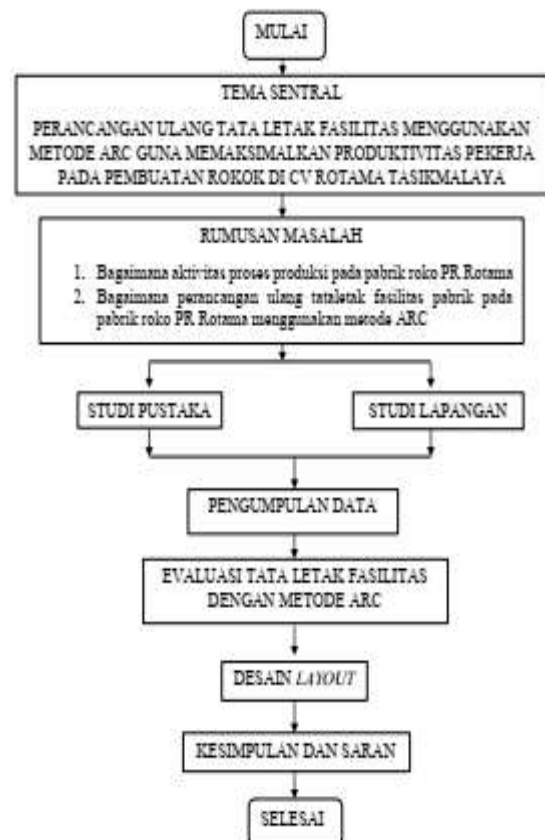 MULAI
TEMA SENTRAL
PERANCANGAN ULANG TATA LETAK FASILITAS MENGGUNAKAN
METODE ARC GUNA MEMAKSIMALKAN PRODUKTIVITAS PEKERJA
PADA PEMBUATAN ROKOK DI CV ROTAMA TASIKMALAYA
RUMUSAN MASALAH
1. Bagaimana aktivitas proses produksi pada pabrik roko PR Rotama
2. Bagaimana perancangan ulang tataletak fasilitas pabrik pada
pabrik roko PR Rotama menggunakan metode ARC
STUDI PUSTAKA
STUDI LAPANGAN
PENGUMPULAN DATA
EVALUASI TATA LETAK FASILITAS
DENGAN METODE ARC
DESAIN LAYOUT
KESIMPULAN DAN SARAN
SELESAI